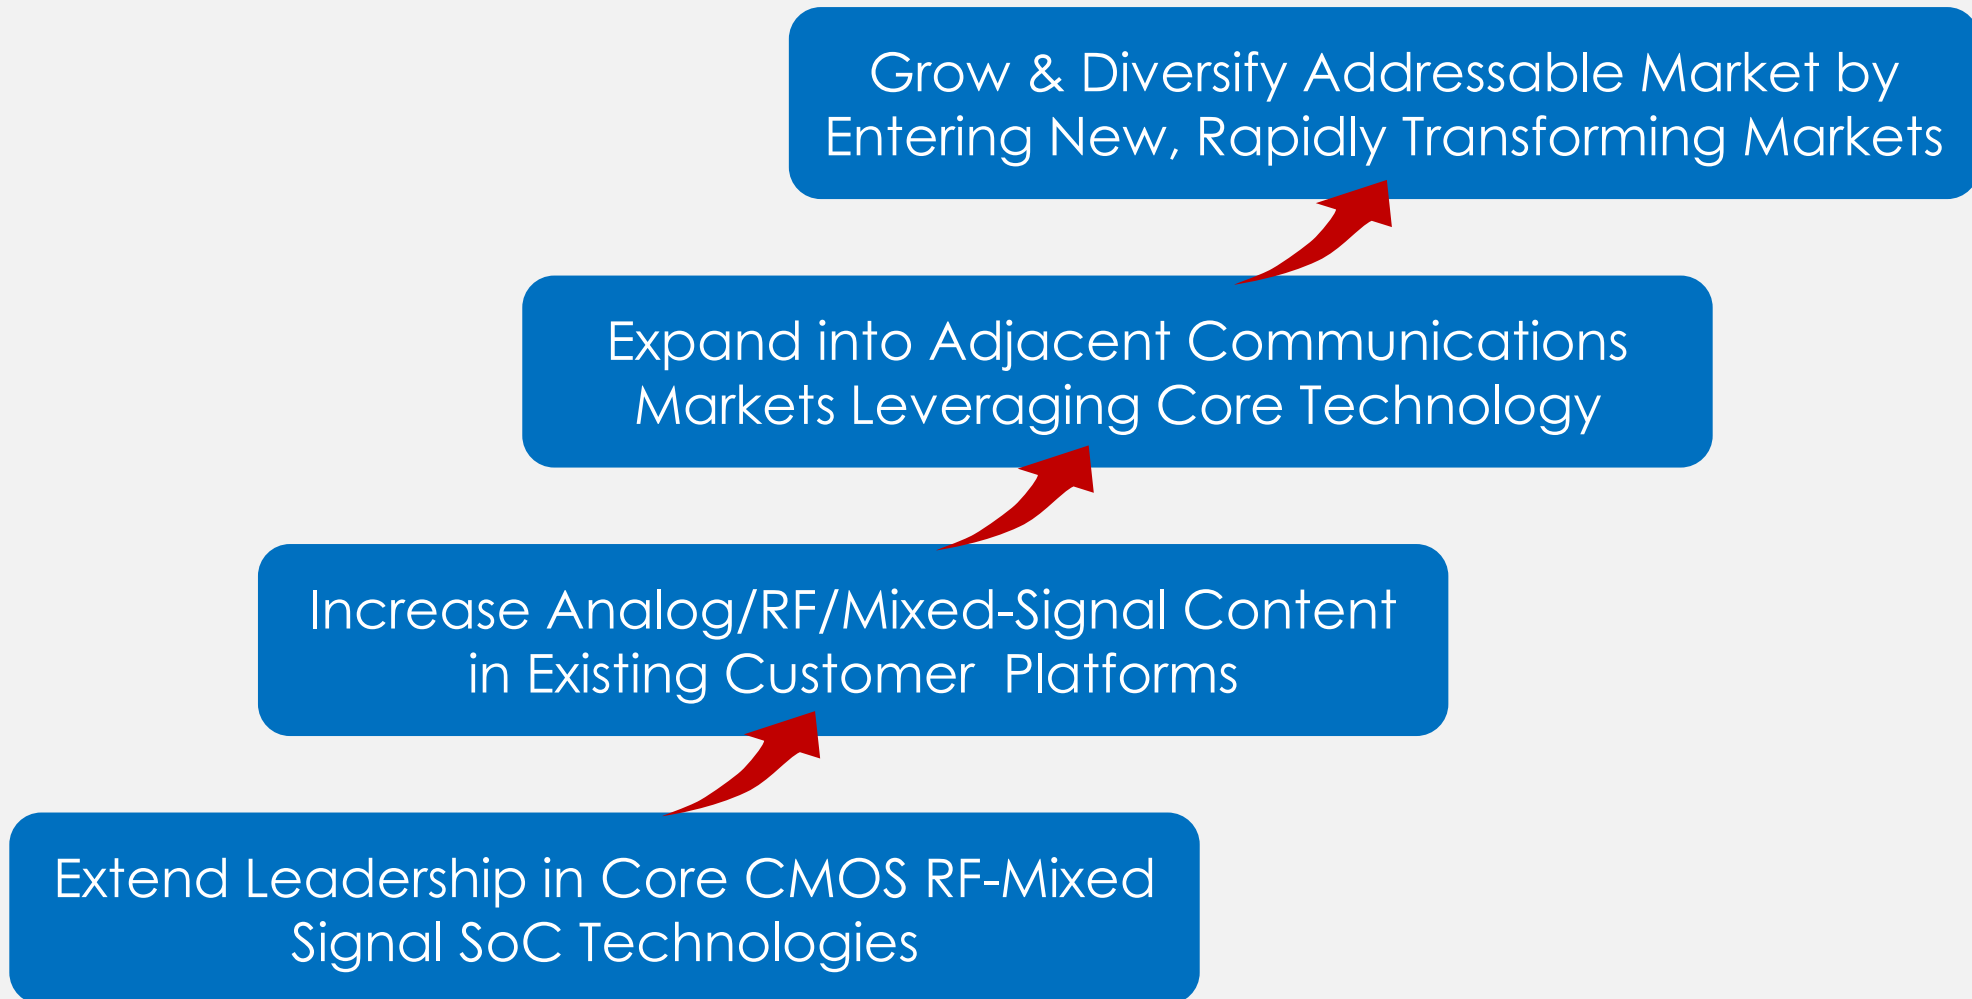 Grow & Diversify Addressable Market by
Entering New, Rapidly Transforming Markets
Expand into Adjacent Communications
Markets Leveraging Core Technology
Increase Analog/RF/Mixed-Signal Content
in Existing Customer  Platforms
Extend Leadership in Core CMOS RF-Mixed
Signal SoC Technologies